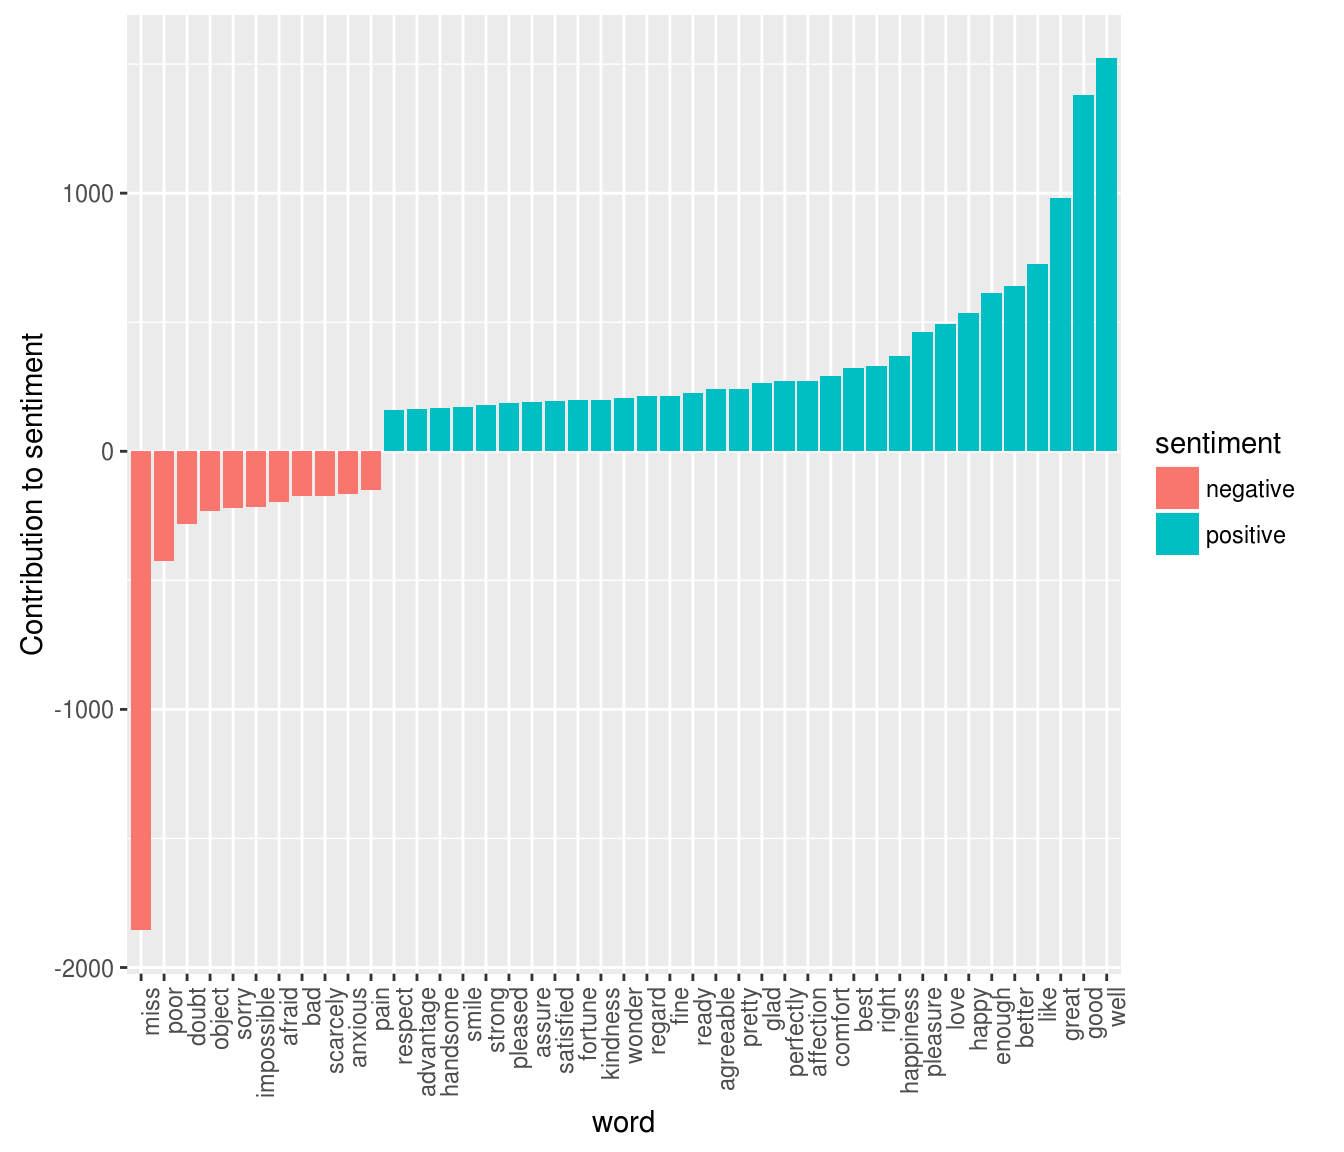 1000
0
-1000
-2000
Contribution to sentiment
miss
poor
doubt
object
sorry
impossible
afraid
bad
scarcely
anxious
pain
respect
advantage
handsome
smile
strong
pleased
assure
satisfied
fortune
kindness
wonder
regard
fine
ready
agreeable
pretty
glad
perfectly
affection
comfort
best
right
happiness
pleasure
love
happy
enough
better
like
great
good
well
word
sentiment
negative
positive